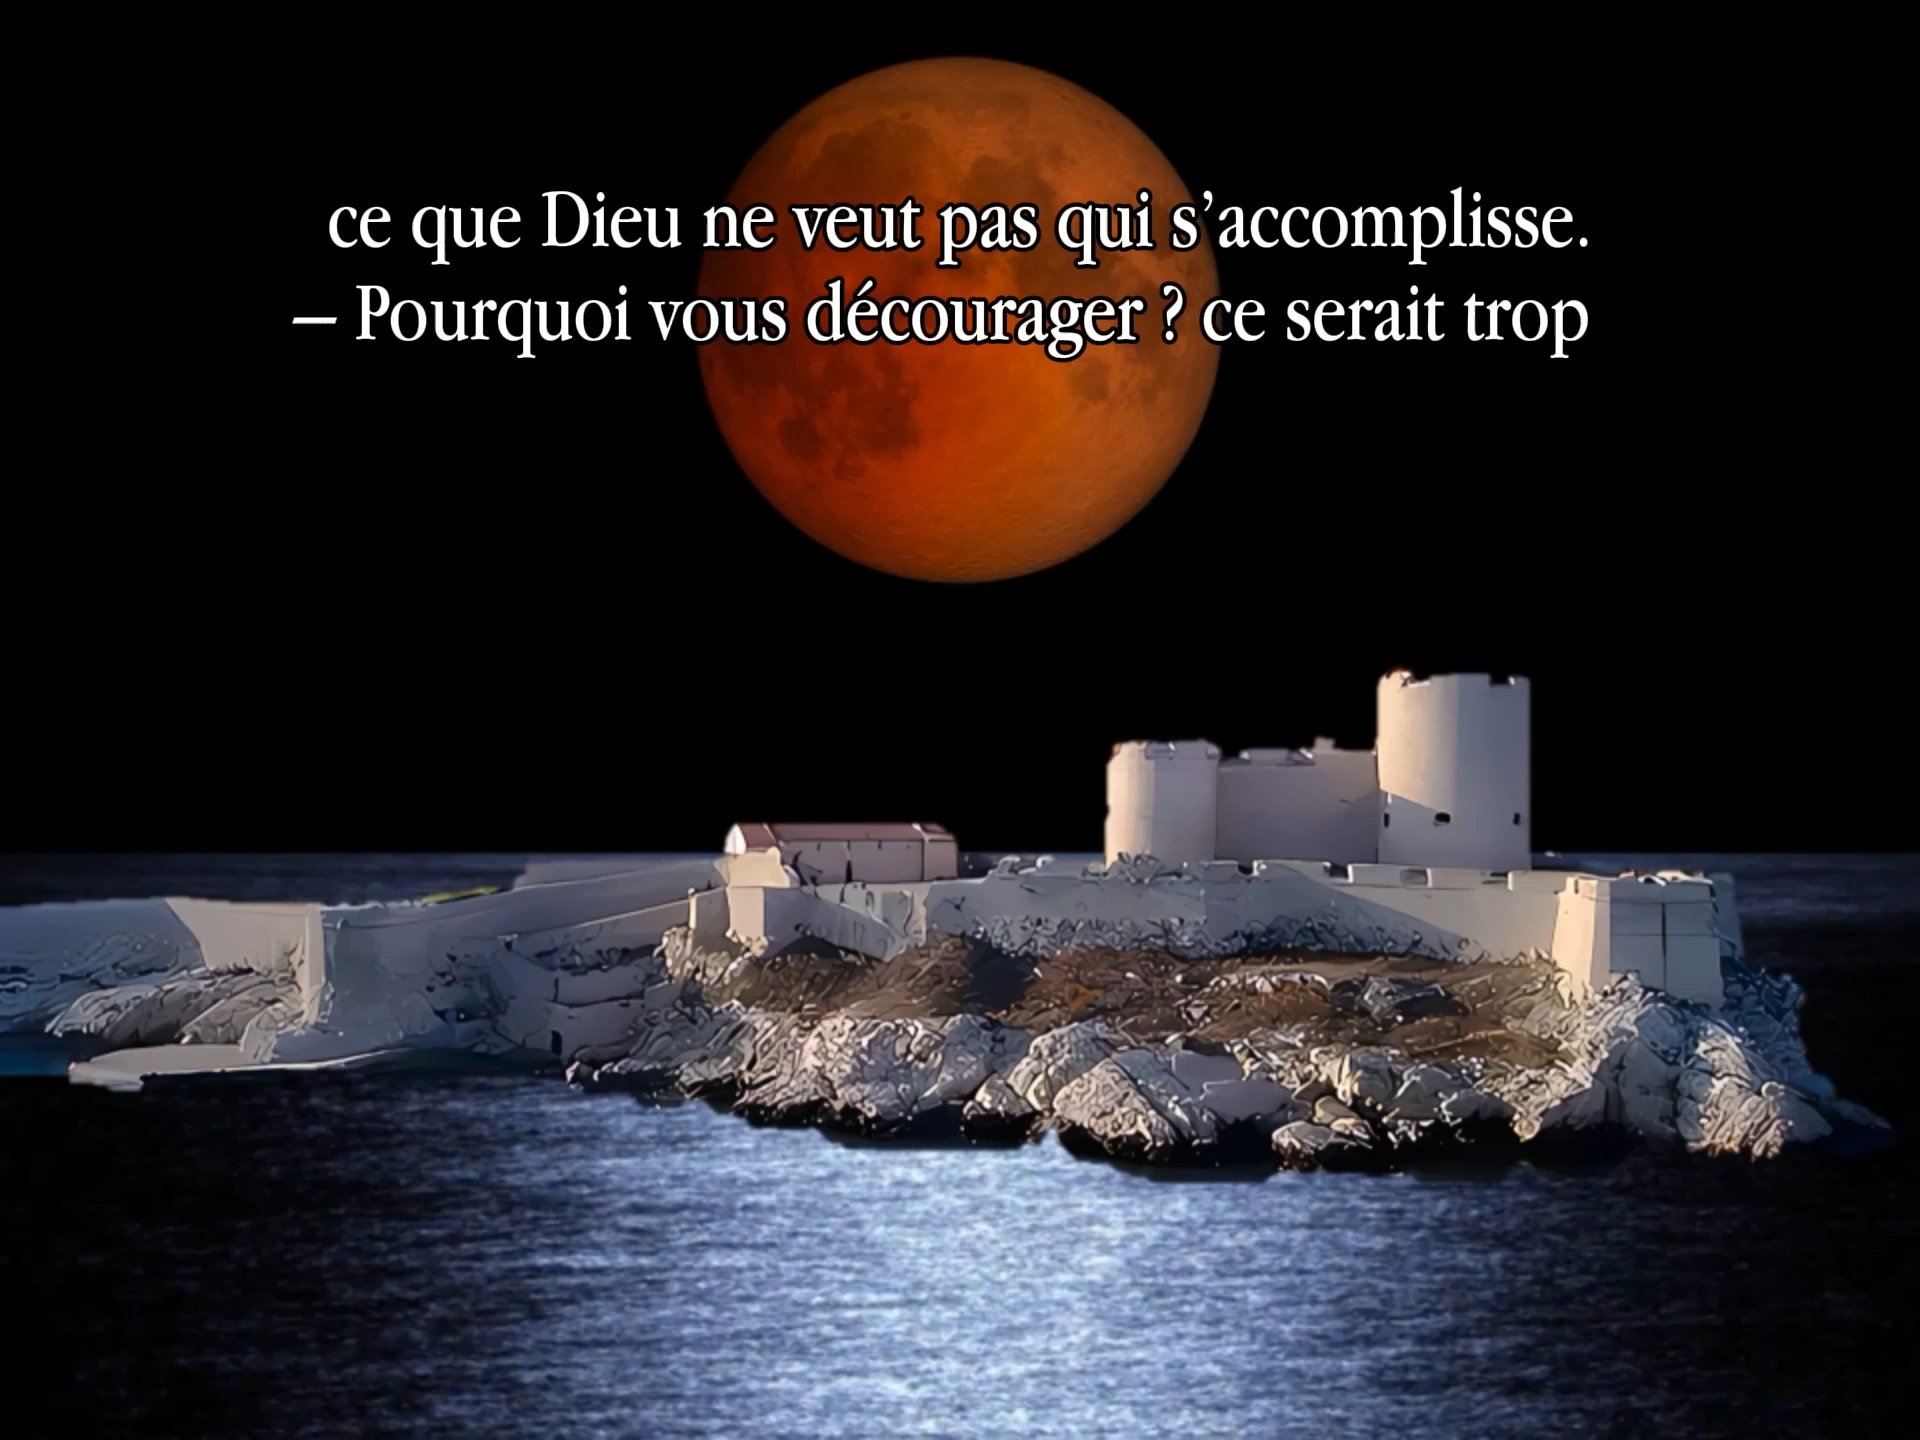 ce que Dieu ne veut pas qui s’accomplisse.
– Pourquoi vous décourager ? ce serait trop